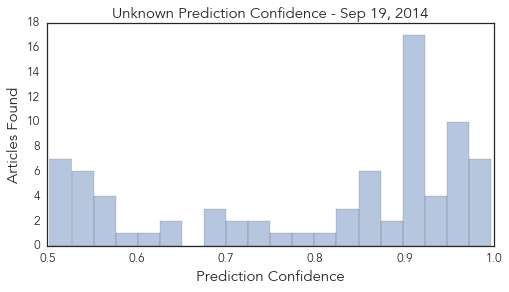 Unknown Prediction Confidence - Sep 19, 2014
18
16
14
12
10
8
6
4
2
0
Articles Found
0.5 0.6 0.7 0.8 0.9 1.0
Prediction Confidence